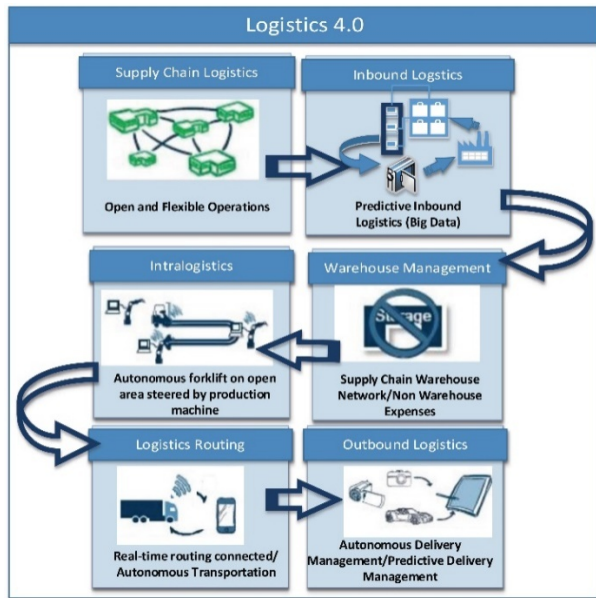 Logistics 4.0
Supply Chain Logistics
Open and Flexible Operations
Inbound Logstics
Predictive Inbound
Logistics (Big Data)
Warehouse Management
Storage
Supply Chain Warehouse
Network/Non Warehouse
Expenses
Intralogistics
Autonomous forklift on open
area steered by production
machine
Logistics Routing
Real-time routing connected/
Autonomous Transportation
Outbound Logistics
Autonomous Delivery
Management/Predictive Delivery
Management